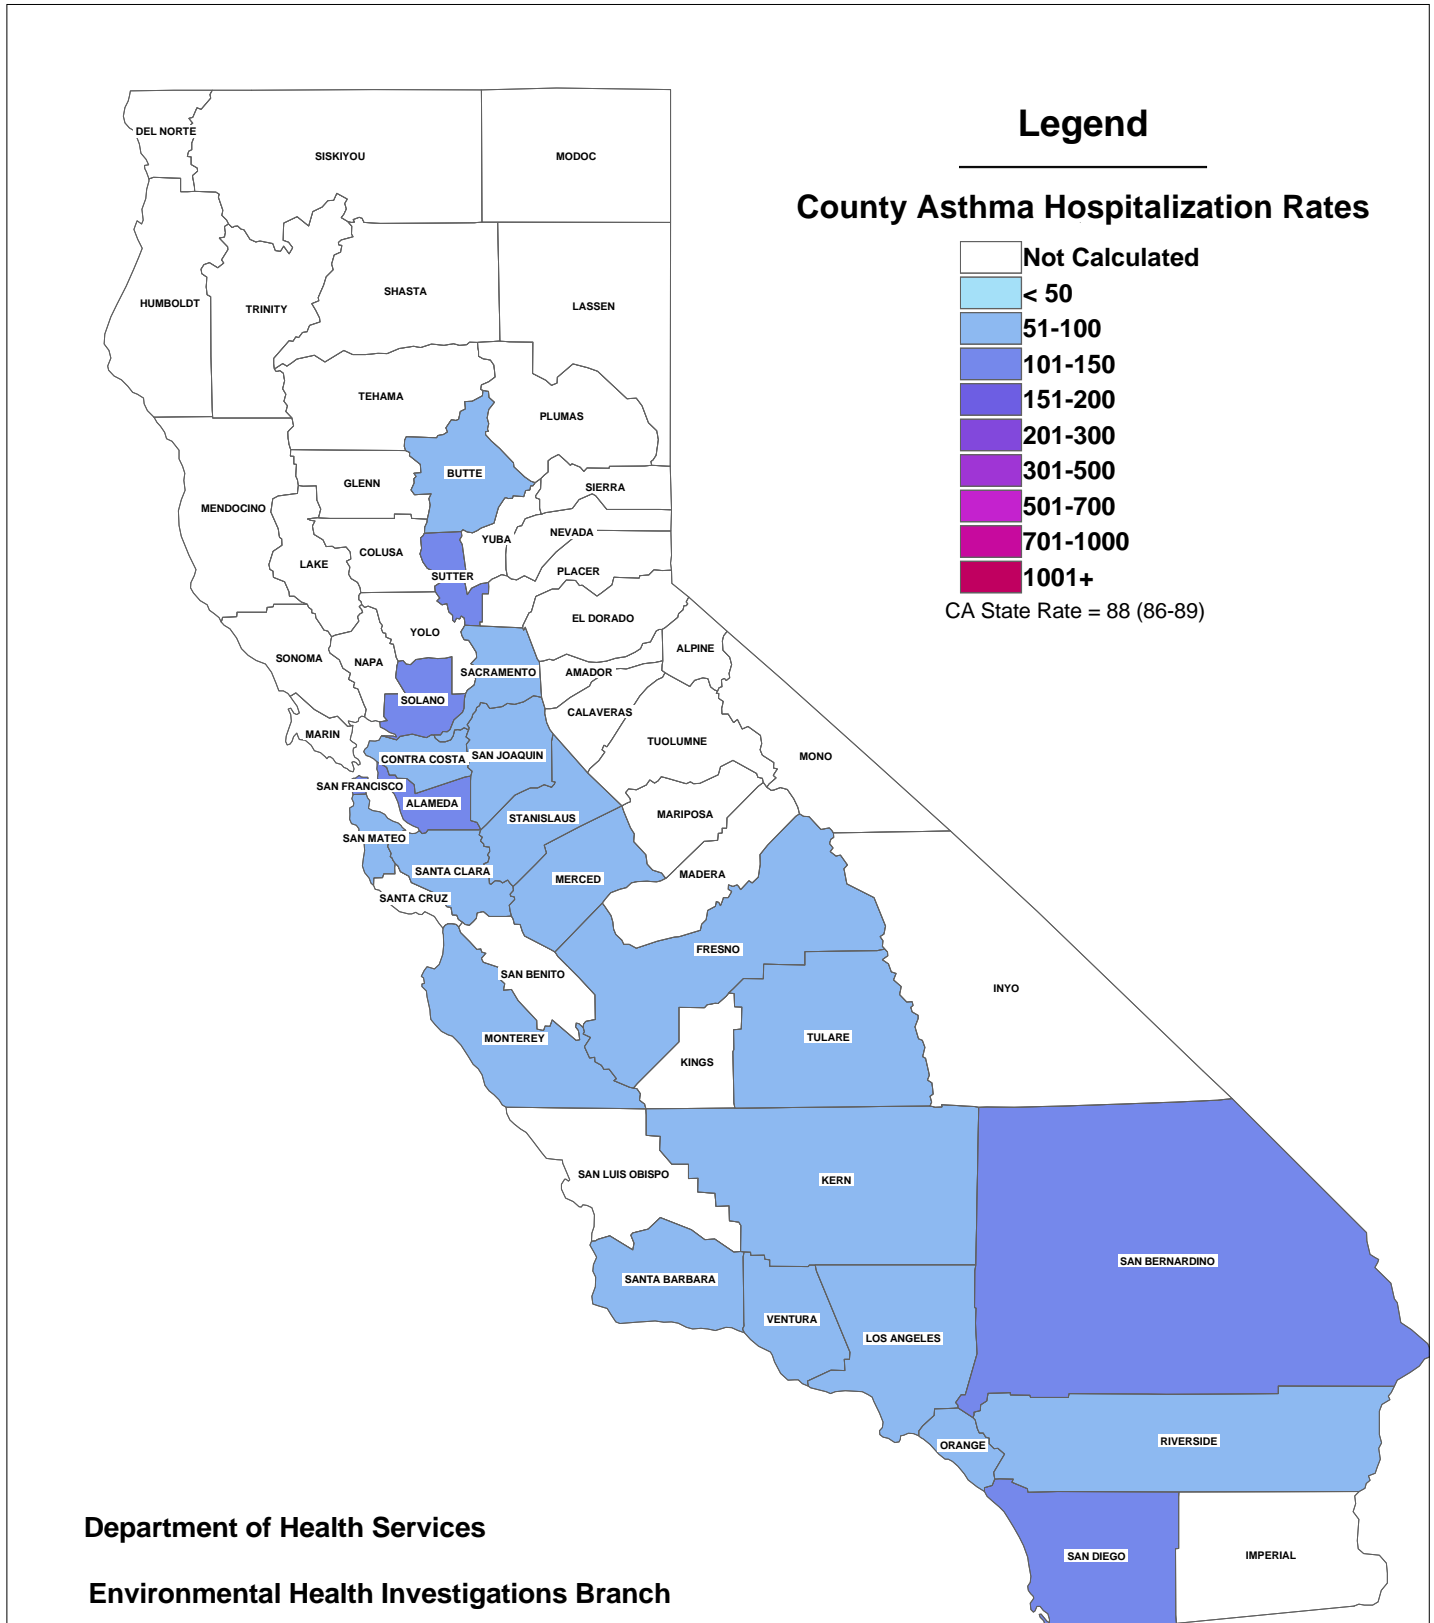 Legend
County Asthma Hospitalization Rates
Not Calculated
< 50
51-100
101-150
151-200
201-300
301-500
501-700
701-1000
1001+
CA State Rate = 88 (86-89)
DEL NORTE
SISKIYOU
MODOC
HUMBOLDT
TRINITY
SHASTA
LASSEN
TEHAMA
PLUMAS
BUTTE
GLENN
SIERRA
MENDOCINO
NEVADA
YUBA
COLUSA
LAKE
PLACER
SUTTER
EL DORADO
YOLO
ALPINE
SONOMA
NAPA
SACRAMENTO
AMADOR
SOLANO
CALAVERAS
MARIN
TUOLUMNE
SAN JOAQUIN
MONO
CONTRA COSTA
SAN FRANCISCO
ALAMEDA
MARIPOSA
STANISLAUS
SAN MATEO
SANTA CLARA
MADERA
MERCED
SANTA CRUZ
FRESNO
SAN BENITO
INYO
MONTEREY
TULARE
KINGS
SAN LUIS OBISPO
KERN
SAN BERNARDINO
SANTA BARBARA
VENTURA
LOS ANGELES
RIVERSIDE
ORANGE
SAN DIEGO
IMPERIAL
Department of Health Services
Environmental Health Investigations Branch